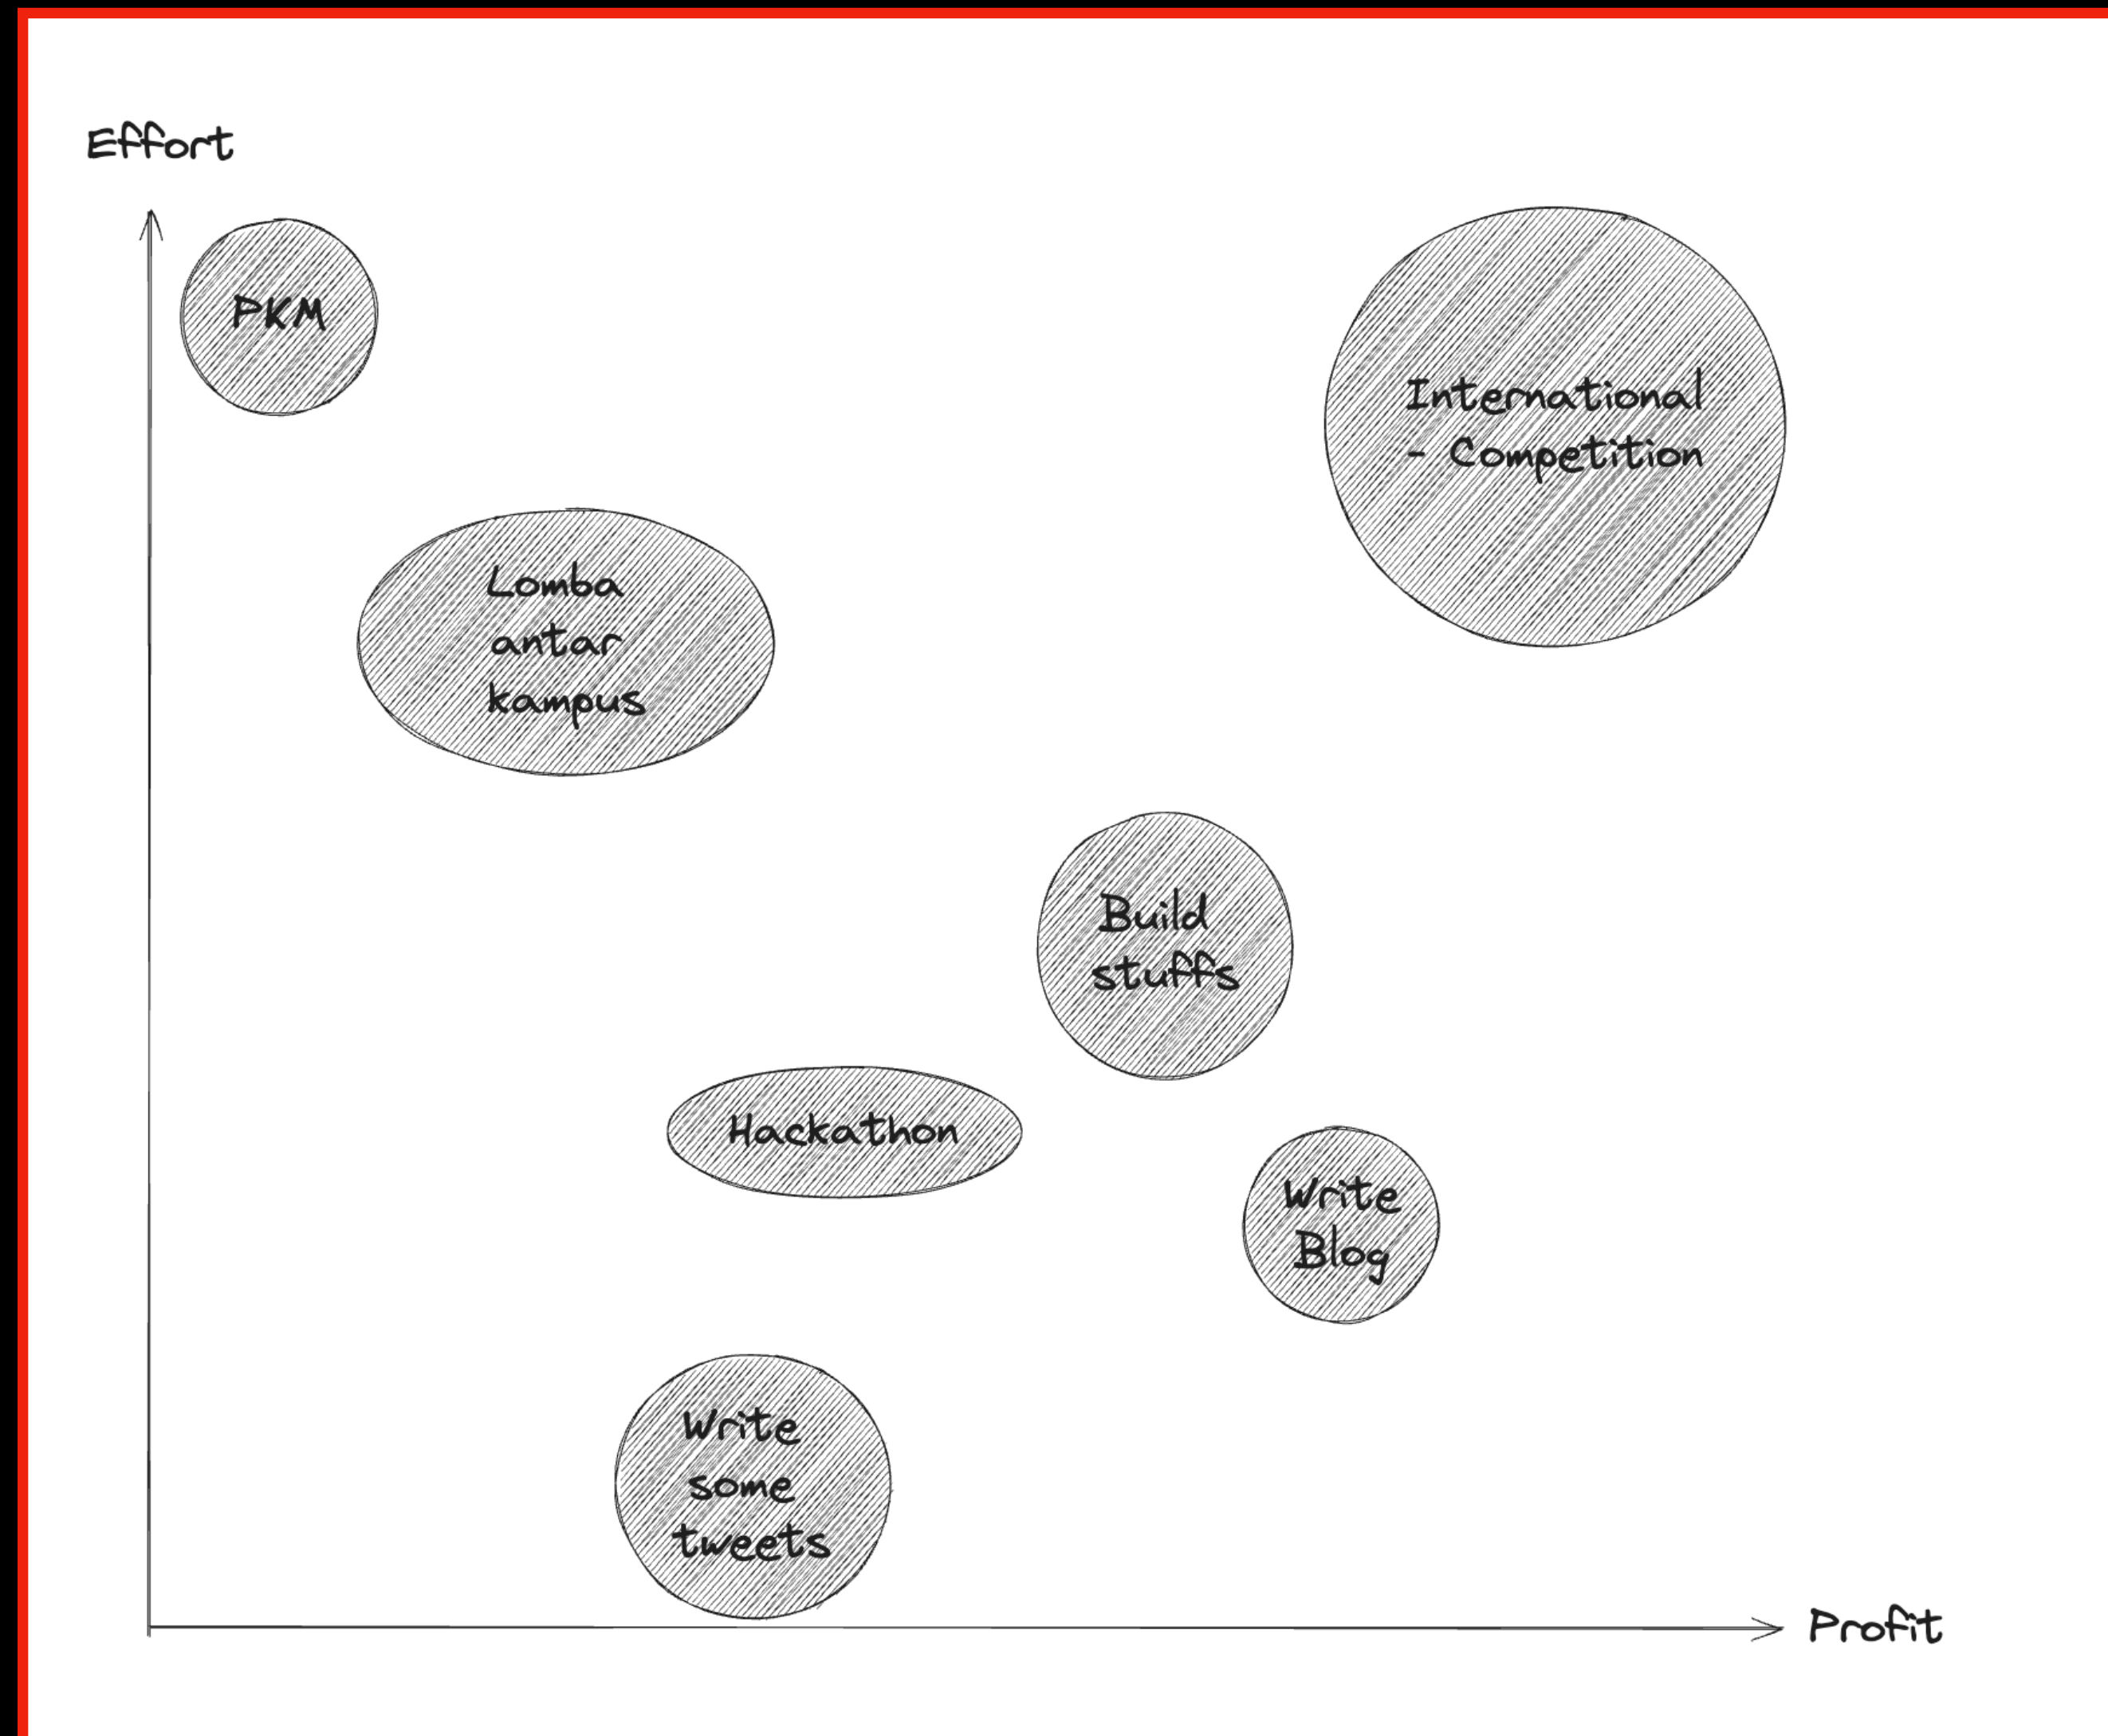 Effort
PKM
International
- Competition
Lomba
antar
kampus
Build
stuffs
Hackathon
Write
Blog
Write
some
tweets
Profit